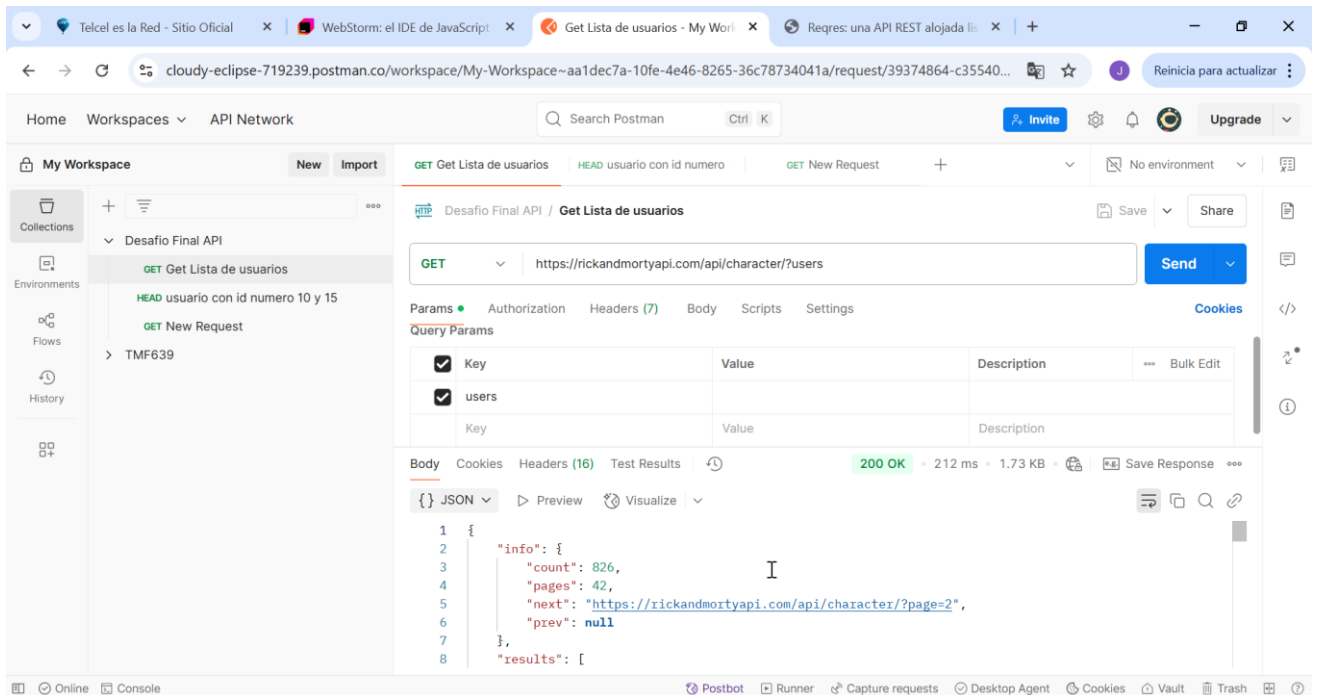 Telcel es la Red - Sitio Oficial
WebStorm: el IDE de JavaScript
Get Lista de usuarios - My Work
Reqres: una API REST alojada lis
cloudy-eclipse-719239.postman.co/workspace/My-Workspace~aa1dec7a-10fe-4e46-8265-36c78734041a/request/39374864-c35540...
J
Reinicia para actualizar
Home Workspaces API Network
Search Postman Ctrl K
Invite
Upgrade
My Workspace New Import
GET Get Lista de usuarios HEAD usuario con id numero GET New Request
No environment
Collections
Environments
Flows
History
Desafio Final API
GET Get Lista de usuarios
HEAD usuario con id numero 10 y 15
GET New Request
TMF639
HTTP Desafio Final API / Get Lista de usuarios
Save Share
GET https://rickandmortyapi.com/api/character/?users
Send
Params Authorization Headers (7) Body Scripts Settings Cookies
Query Params
Key Value Description Bulk Edit
users
Key Value Description
Body Cookies Headers (16) Test Results
200 OK 212 ms 1.73 KB e.g. Save Response
{} JSON Preview Visualize
1 {
2 "info": {
3 "count": 826,
4 "pages": 42,
5 "next": "https://rickandmortyapi.com/api/character/?page=2",
6 "prev": null
7 },
8 "results": [
Online Console Postbot Runner Capture requests Desktop Agent Cookies Vault Trash